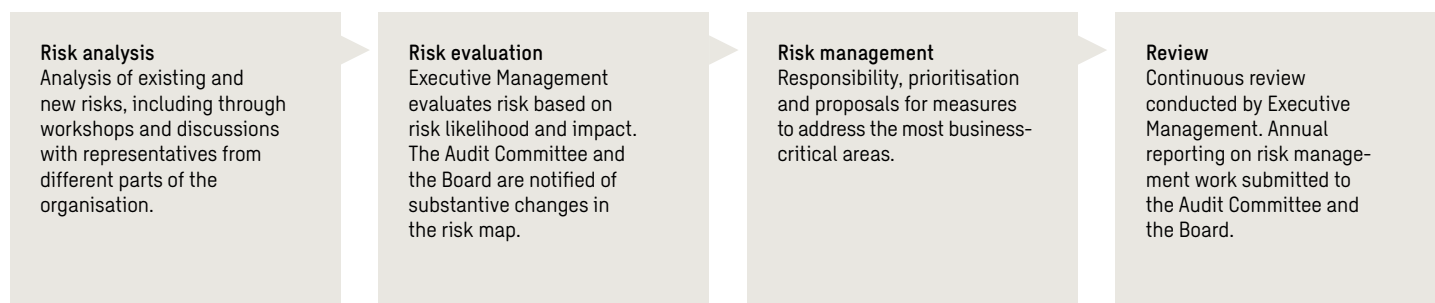 Risk analysis
Analysis of existing and
new risks, including through
workshops and discussions
with representatives from
different parts of the
organisation.
Risk evaluation
Executive Management
evaluates risk based on
risk likelihood and impact.
The Audit Committee and
the Board are notified of
substantive changes in
the risk map.
Risk management
Responsibility, prioritisation
and proposals for measures
to address the most business-
critical areas.
Review
Continuous review
conducted by Executive
Management. Annual
reporting on risk manage-
ment work submitted to
the Audit Committee and
the Board.